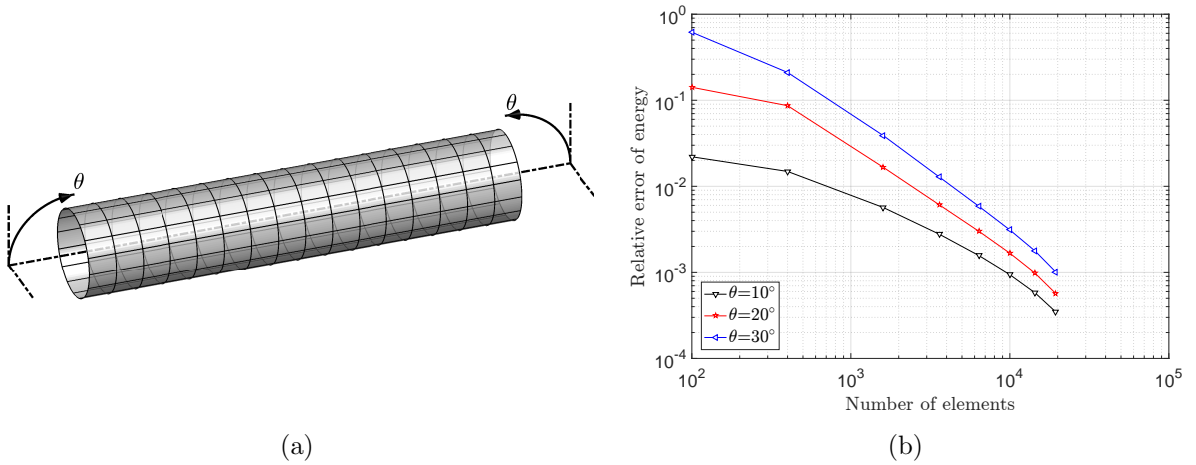 θ
θ
(a)
Relative error of energy
10^0
10^-1
10^-2
10^-3
10^-4
θ=10°
θ=20°
θ=30°
10^2 10^3 10^4 10^5
Number of elements
(b)